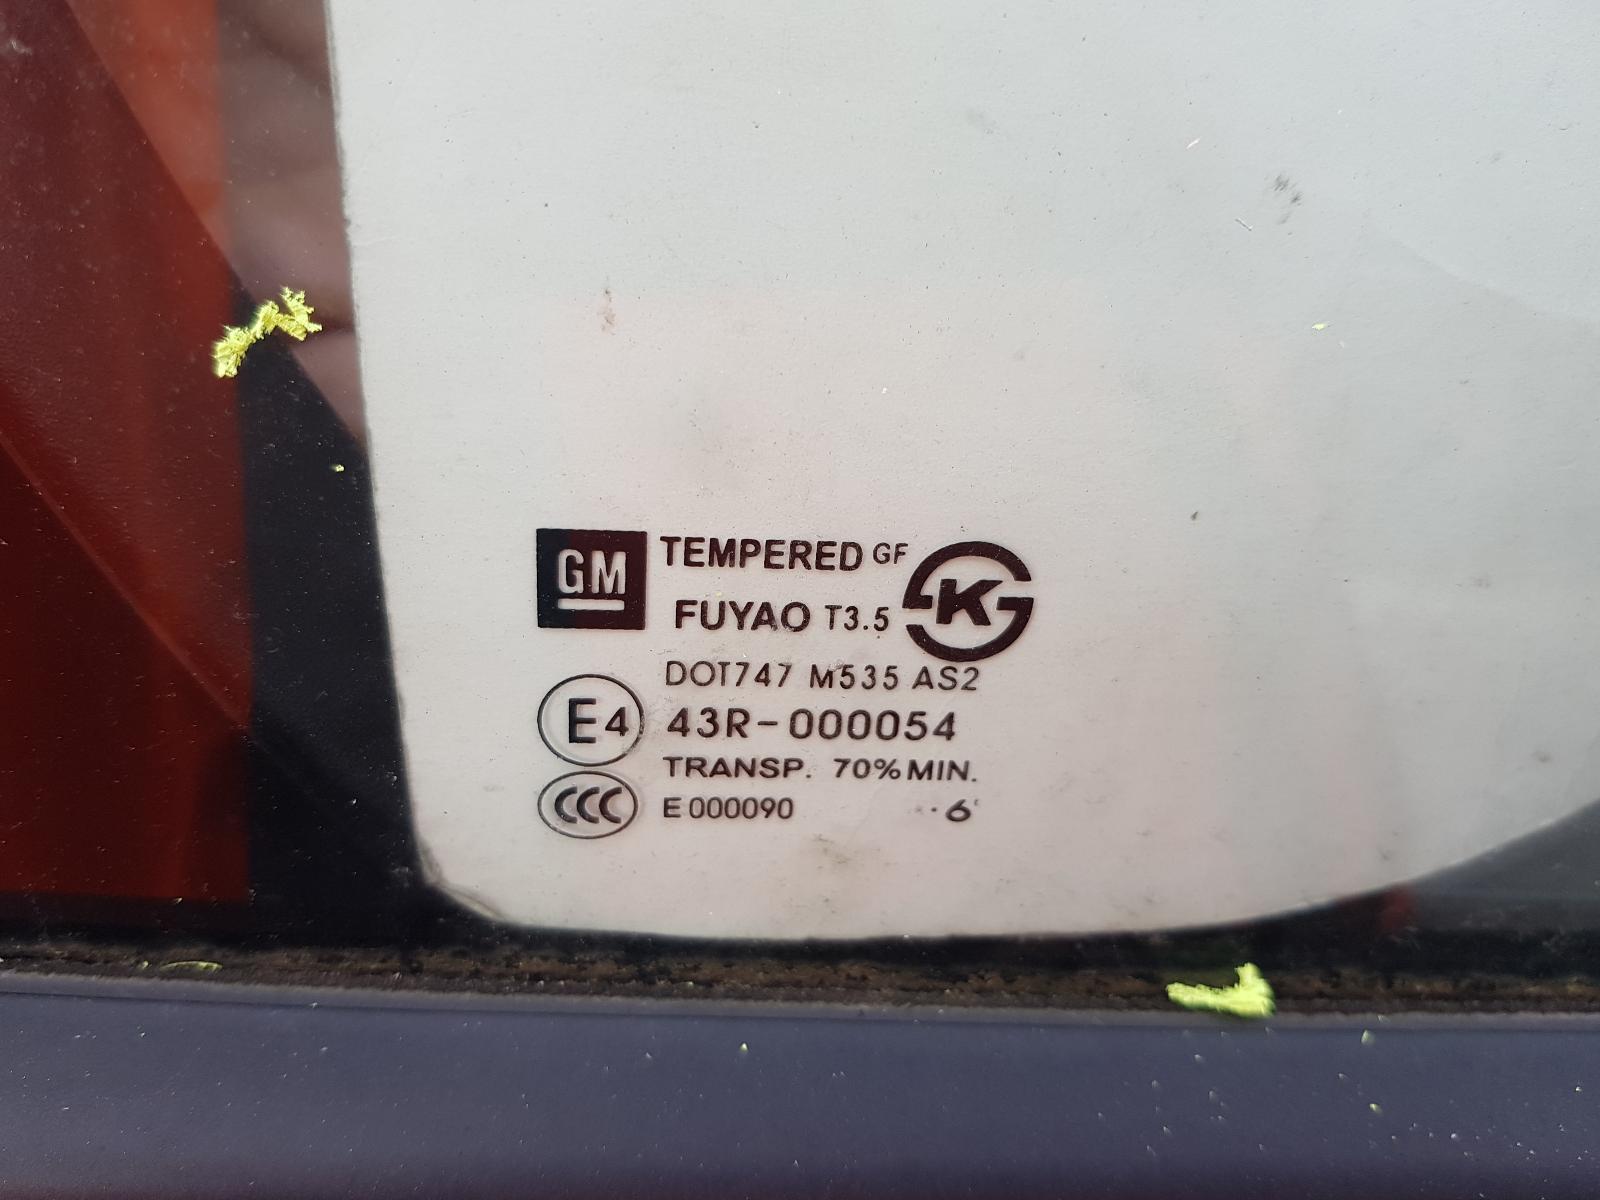 GM TEMPERED GF K
FUYAO T3.5
DOT747 M535 AS2
E4 43R-000054
TRANSP. 70% MIN.
CCC E000090 ..6'